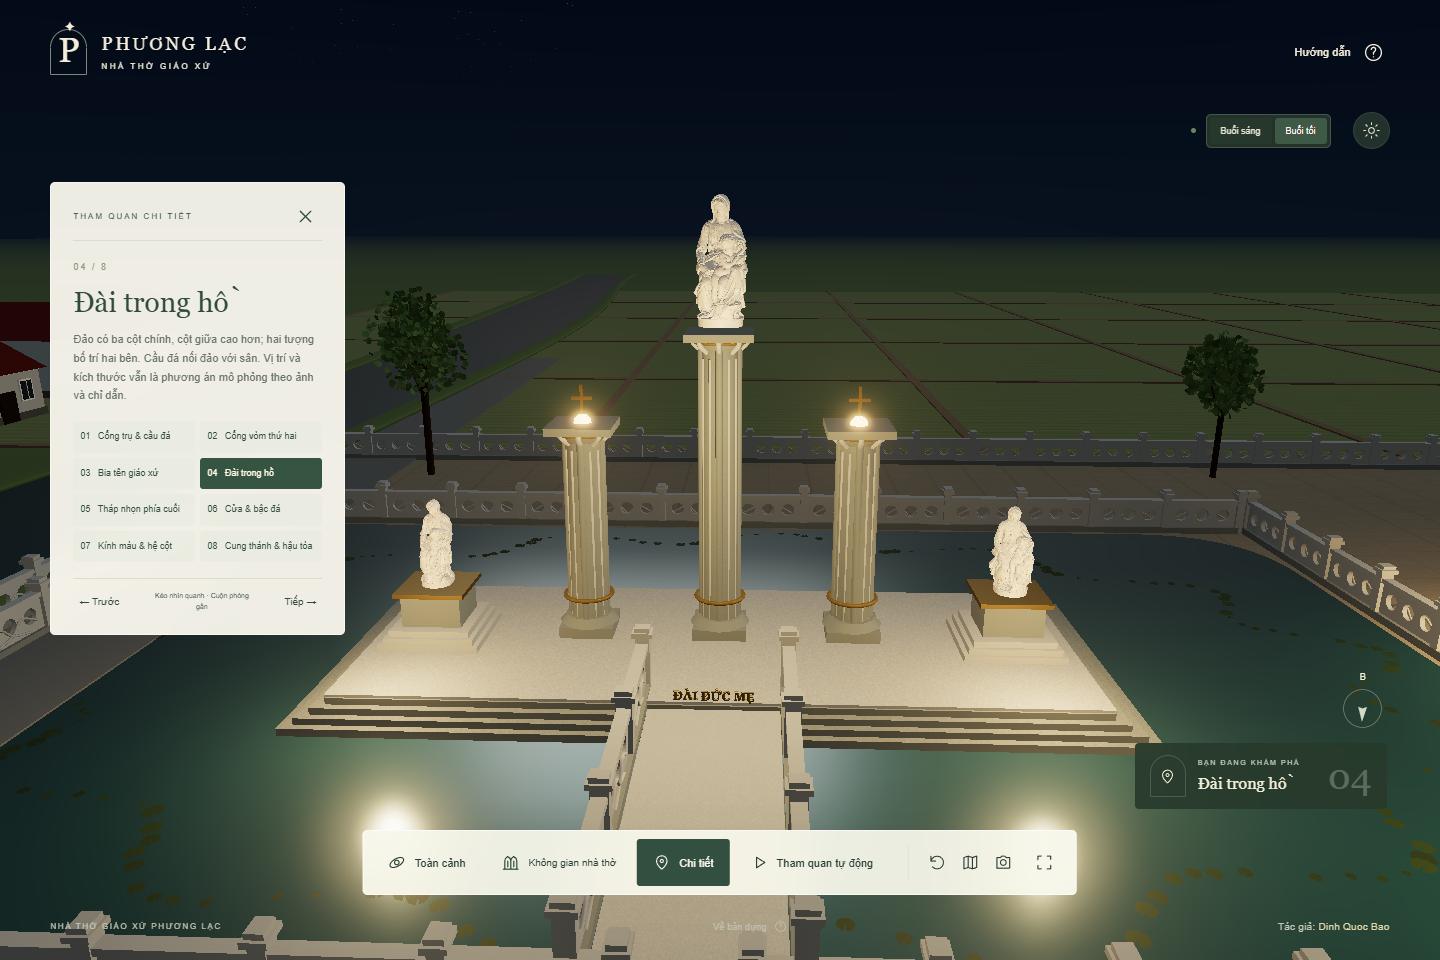 P PHƯƠNG LẠC
NHÀ THỜ GIÁO XỨ
Hướng dẫn ?
Buổi sáng Buổi tối
THAM QUAN CHI TIẾT
04 / 8
Đài trong hồ
Đảo có ba cột chính, cột giữa cao hơn; hai tượng
bố trí hai bên. Cầu đá nối đảo với sân. Vị trí và
kích thước vẫn là phương án mô phỏng theo ảnh
và chỉ dẫn.
01 Cổng trụ & cầu đá
02 Cổng vòm thứ hai
03 Bia tên giáo xứ
04 Đài trong hồ
05 Tháp nhọn phía cuối
06 Cửa & bậc đá
07 Kính màu & hệ cột
08 Cung thánh & hậu tòa
← Trước
Kéo nhìn quanh · Cuộn phóng
gần
Tiếp →
ĐÀI ĐỨC MẸ
B
BẠN ĐANG KHÁM PHÁ
Đài trong hồ
04
Toàn cảnh
Không gian nhà thờ
Chi tiết
Tham quan tự động
NHÀ THỜ GIÁO XỨ PHƯƠNG LẠC
Về bản dựng ?
Tác giả: Dinh Quoc Bao